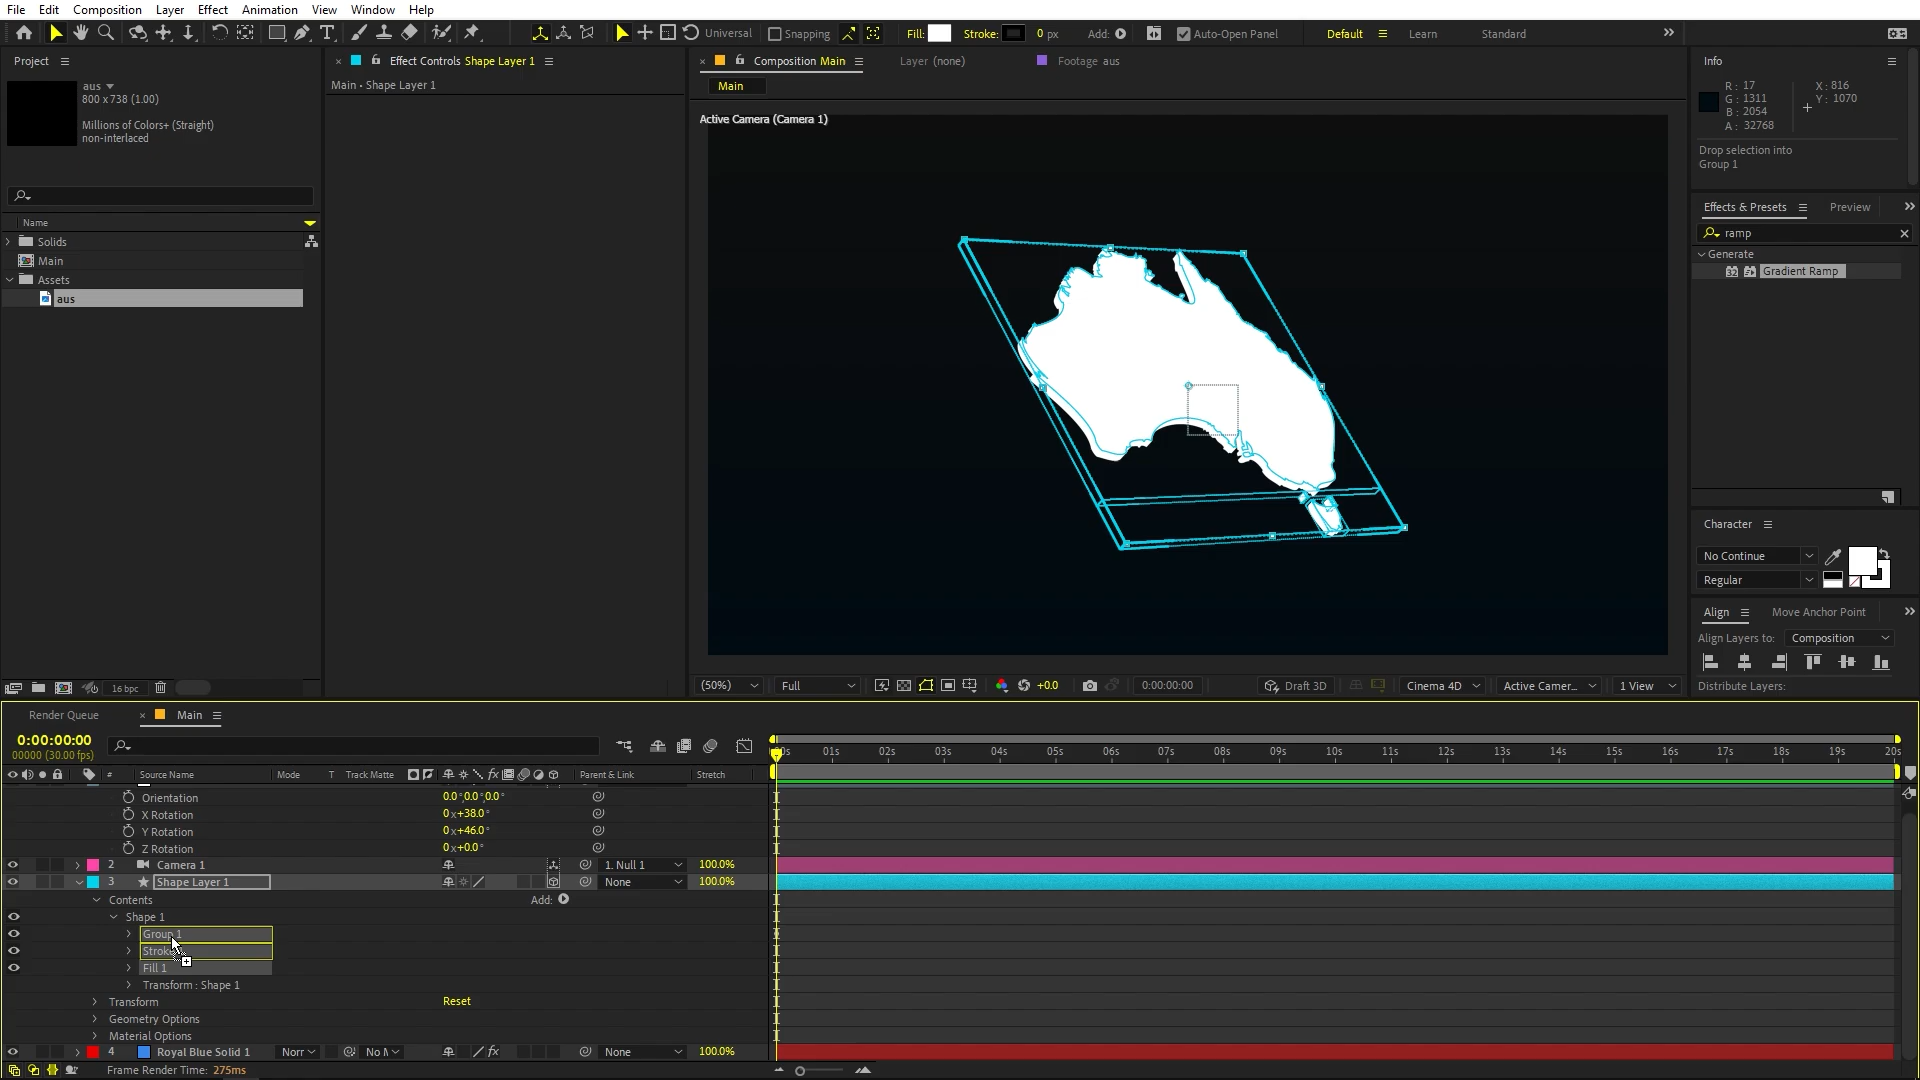 File Edit Composition Layer Effect Animation View Window Help
Universal Snapping Fill: Stroke: 0 px Add: Auto-Open Panel Default Learn Standard
Project
Effect Controls Shape Layer 1
Composition Main
Layer (none)
Footage aus
Info
Main • Shape Layer 1
Main
aus
800 x 738 (1.00)
Millions of Colors+ (Straight)
non-interlaced
R: 17
G: 1311
B: 2054
A: 32768
X: 816
Y: 1070
Drop selection into
Group 1
Active Camera (Camera 1)
Effects & Presets
Preview
ramp
Generate
32
Gradient Ramp
Name
Solids
Main
Assets
aus
Character
No Continue
Regular
Align
Move Anchor Point
Align Layers to: Composition
Distribute Layers:
16 bpc
(50%) Full +0.0 0:00:00:00 Draft 3D Cinema 4D Active Camer... 1 View
Render Queue
Main
0:00:00:00
00000 (30.00 fps)
01s 02s 03s 04s 05s 06s 07s 08s 09s 10s 11s 12s 13s 14s 15s 16s 17s 18s 19s 20s
# Source Name Mode T Track Matte fx Parent & Link Stretch
Orientation 0.0°,0.0°,0.0°
X Rotation 0x+38.0°
Y Rotation 0x+46.0°
Z Rotation 0x+0.0°
2 Camera 1 1. Null 1 100.0%
3 Shape Layer 1 None 100.0%
Contents Add:
Shape 1
Group 1
Fill 1
Transform : Shape 1
Transform Reset
Geometry Options
Material Options
4 Royal Blue Solid 1 fx None 100.0%
Frame Render Time: 275ms